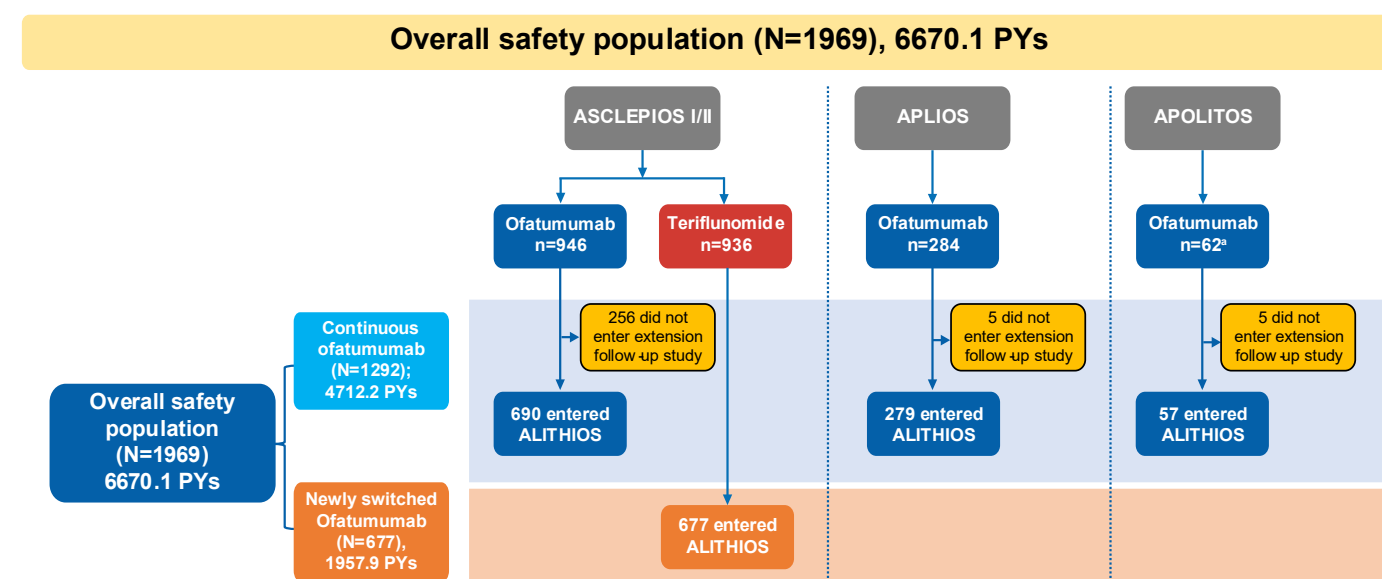 Overall safety population (N=1969), 6670.1 PYs
ASCLEPIOS I/II
APLIOS
APOLITOS
Ofatumumab
n=946
Teriflunomide
n=936
Ofatumumab
n=284
Ofatumumab
n=62ᵃ
256 did not
enter extension
follow-up study
5 did not
enter extension
follow-up study
5 did not
enter extension
follow-up study
Continuous
ofatumumab
(N=1292);
4712.2 PYs
Overall safety
population
(N=1969)
6670.1 PYs
690 entered
ALITHIOS
279 entered
ALITHIOS
57 entered
ALITHIOS
Newly switched
Ofatumumab
(N=677),
1957.9 PYs
677 entered
ALITHIOS